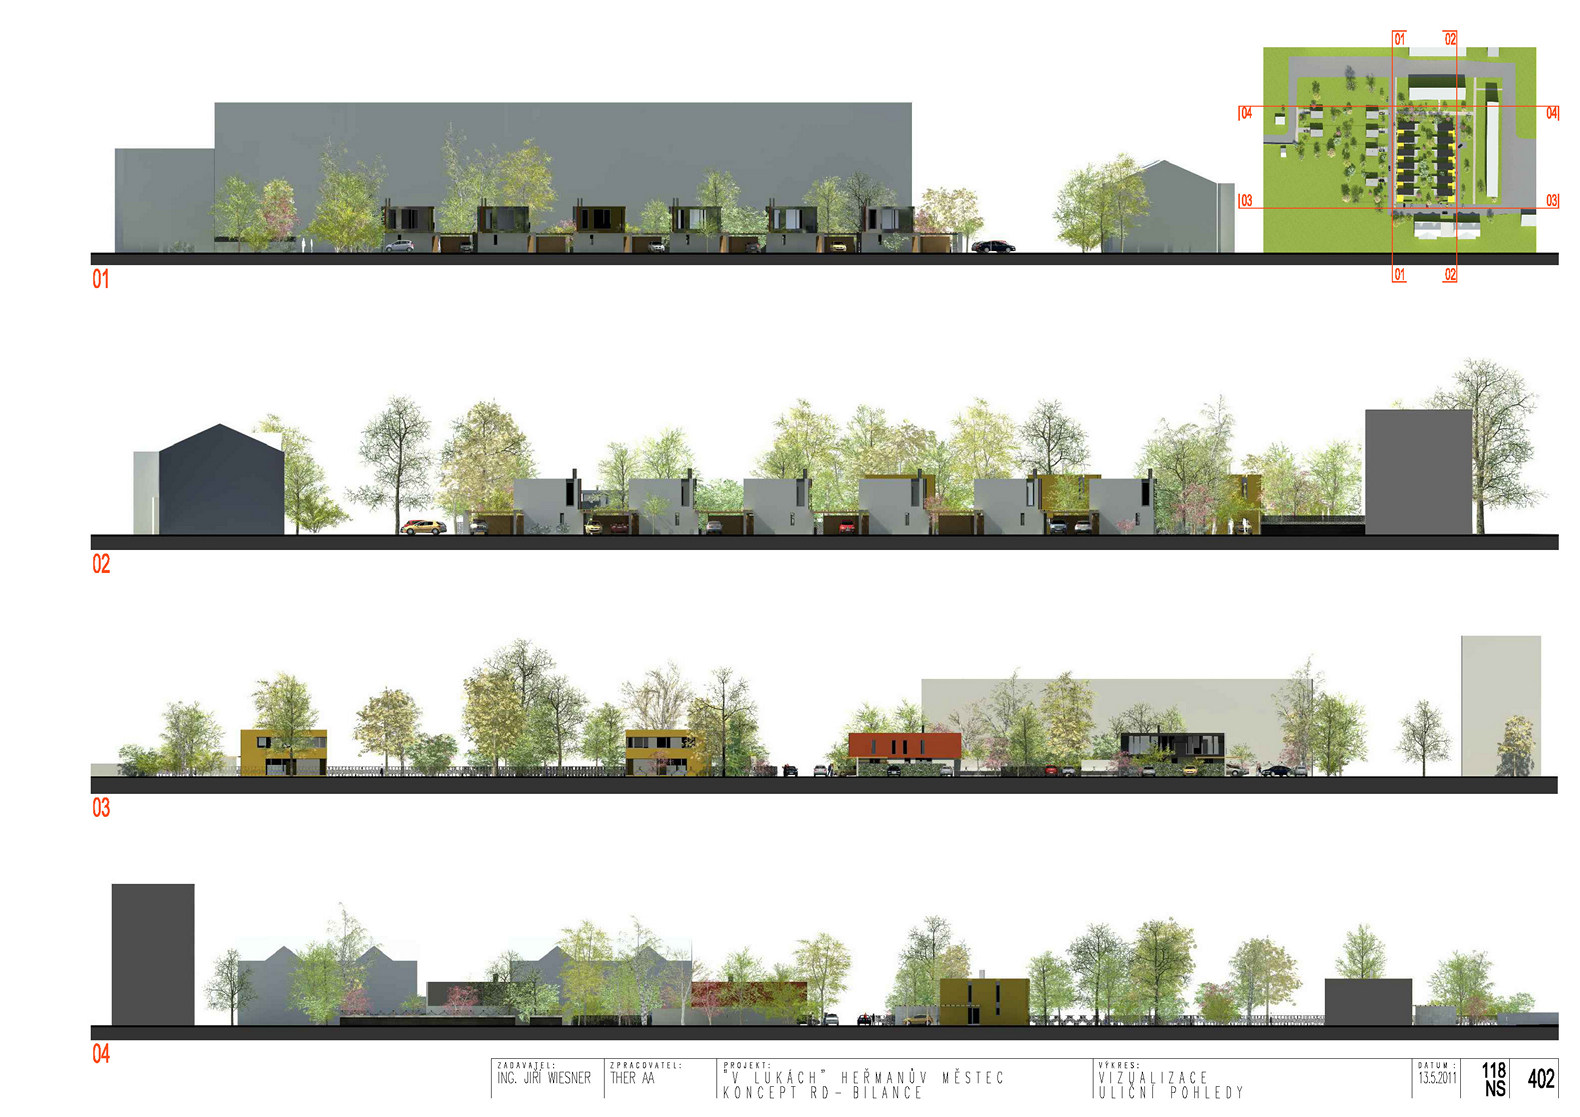 01 02
04 04
03 03
01 02
01
02
03
04
ZADAVATEL:
ING. JIŘÍ WIESNER
ZPRACOVATEL:
THER AA
PROJEKT:
"V LUKÁCH" HEŘMANŮV MĚSTEC
KONCEPT RD- BILANCE
VÝKRES:
VIZUALIZACE
ULIČNÍ POHLEDY
DATUM :
13.5.2011
118
NS
402